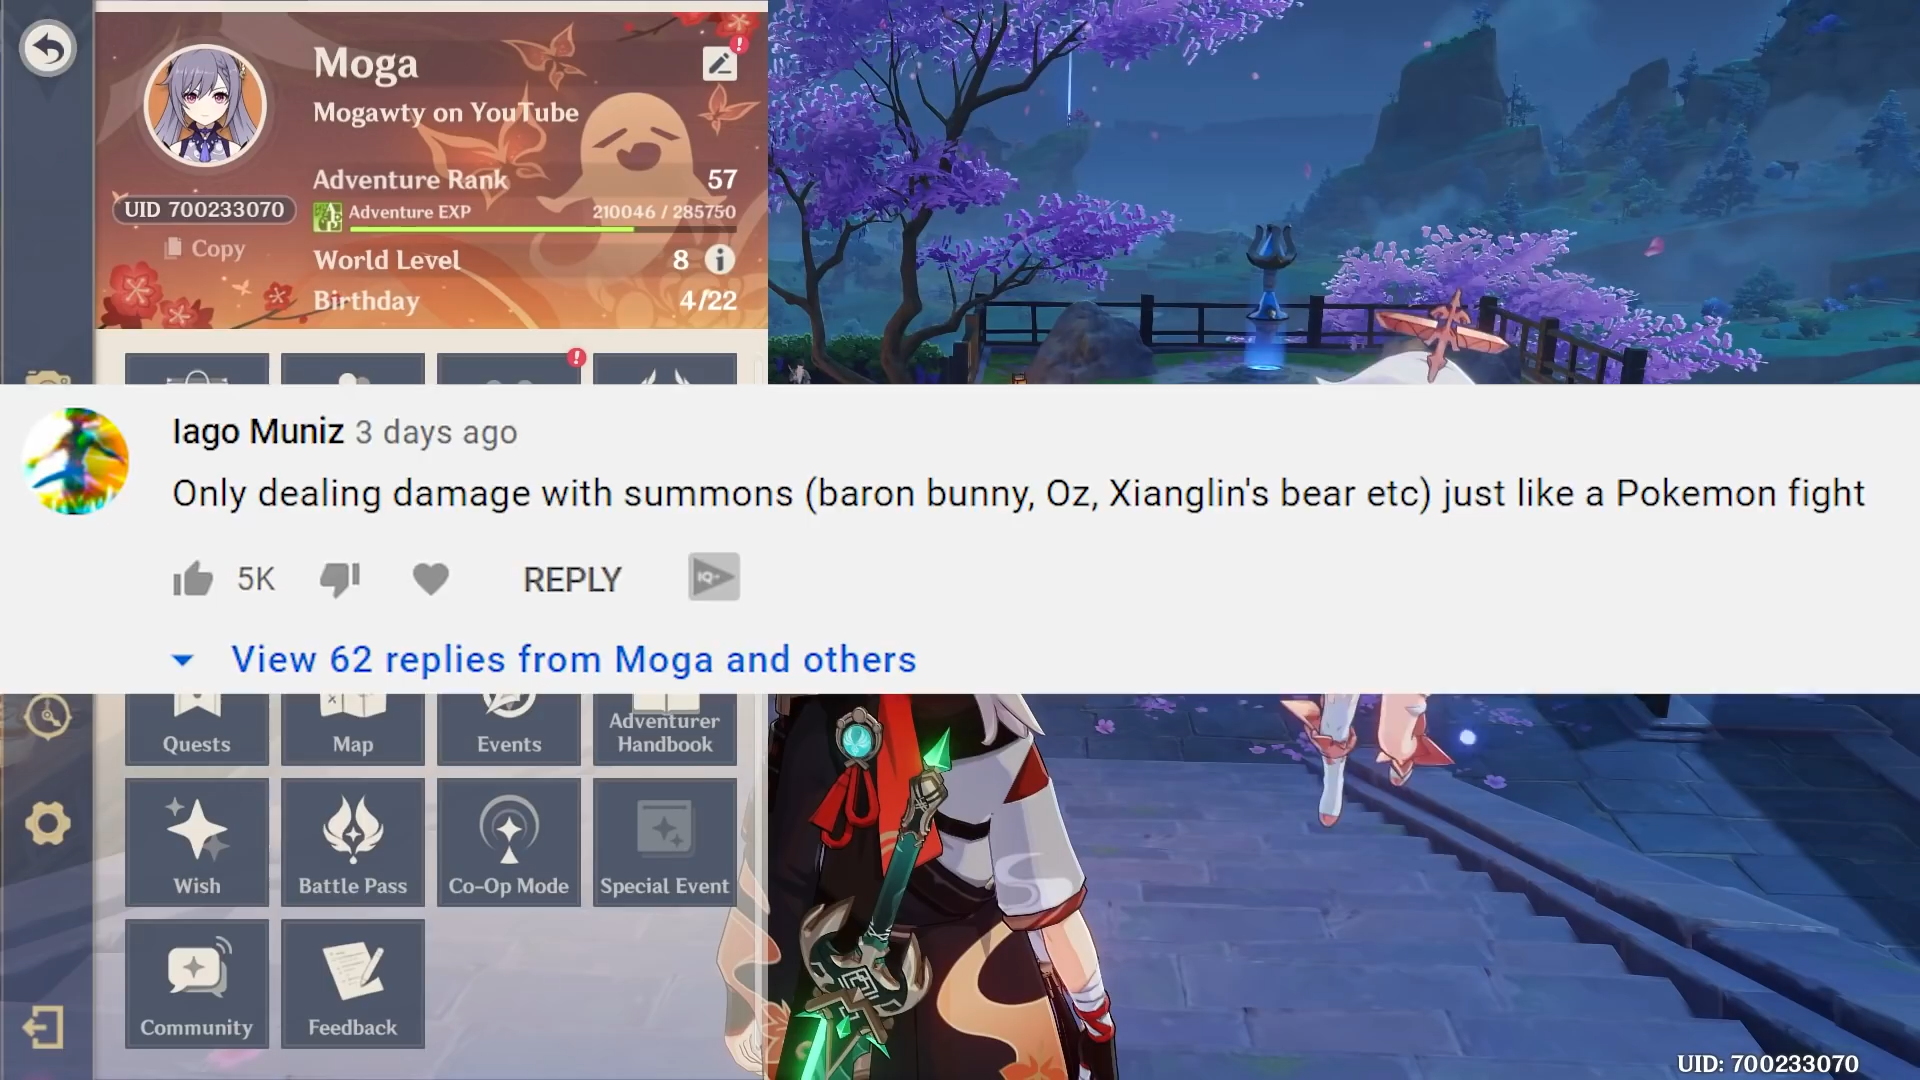 Moga
Mogawty on YouTube
Adventure Rank 57
UID 700233070
Adventure EXP 210046 / 285750
Copy
World Level 8
Birthday 4/22
Iago Muniz 3 days ago
Only dealing damage with summons (baron bunny, Oz, Xianglin's bear etc) just like a Pokemon fight
5K REPLY IQ
View 62 replies from Moga and others
Quests
Map
Events
Adventurer
Handbook
Wish
Battle Pass
Co-Op Mode
Special Event
Community
Feedback
UID: 700233070